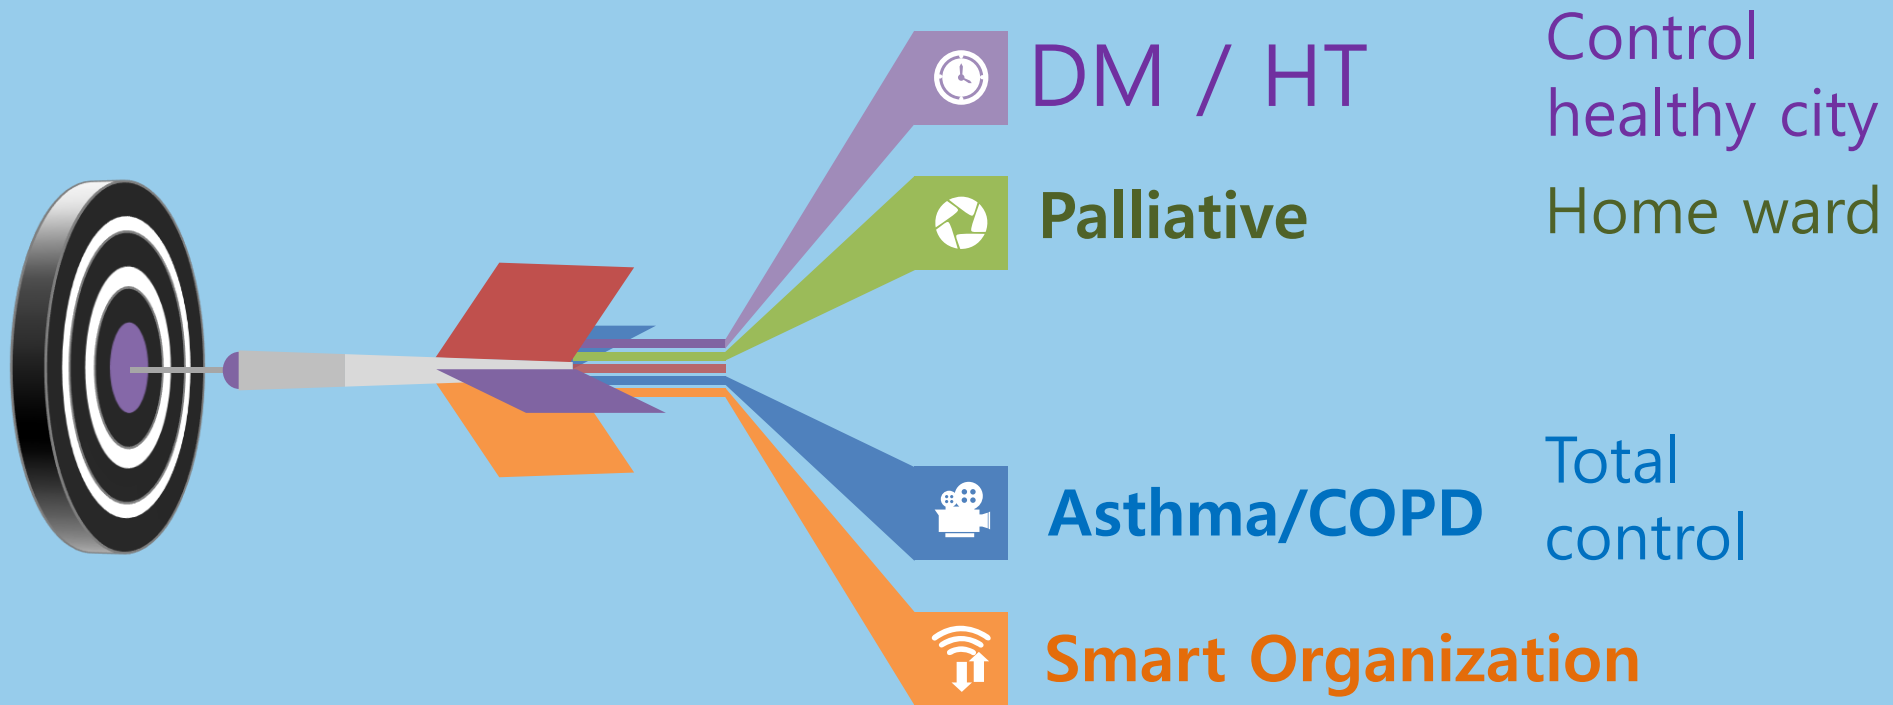 DM / HT
Control
healthy city
Palliative
Home ward
Asthma/COPD
Total
control
Smart Organization